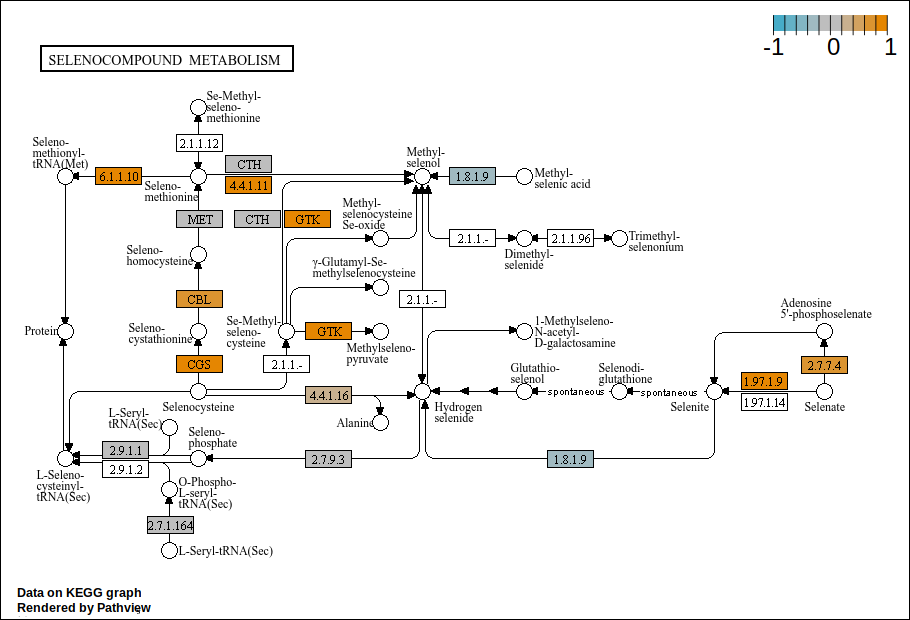 -1 0 1
SELENOCOMPOUND METABOLISM
Se-Methyl-
seleno-
methionine
2.1.1.12
Seleno-
methionyl-
tRNA(Met)
6.1.1.10
Seleno-
methionine
CTH
4.4.1.11
Methyl-
selenol
1.8.1.9
Methyl-
selenic acid
MET
CTH
GTK
Methyl-
selenocysteine
Se-oxide
2.1.1.-
Dimethyl-
selenide
2.1.1.96
Trimethyl-
selenonium
Seleno-
homocysteine
γ-Glutamyl-Se-
methylselenocysteine
CBL
2.1.1.-
Protein
Seleno-
cystathionine
Se-Methyl-
seleno-
cysteine
GTK
Methylseleno-
pyruvate
1-Methylseleno-
N-acetyl-
D-galactosamine
Adenosine
5'-phosphoselenate
CGS
2.1.1.-
Glutathio-
selenol
Selenodi-
glutathione
2.7.7.4
Selenocysteine
4.4.1.16
Alanine
Hydrogen
selenide
spontaneous
spontaneous
Selenite
1.97.1.9
1.97.1.14
Selenate
L-Seryl-
tRNA(Sec)
Seleno-
phosphate
2.9.1.1
2.9.1.2
2.7.9.3
1.8.1.9
L-Seleno-
cysteinyl-
tRNA(Sec)
O-Phospho-
L-seryl-
tRNA(Sec)
2.7.1.164
L-Seryl-tRNA(Sec)
Data on KEGG graph
Rendered by Pathview